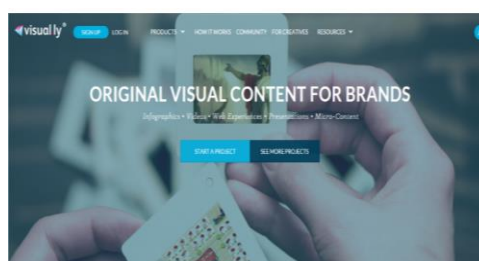 visual ly
SIGN UP LOG IN PRODUCTS HOW IT WORKS COMMUNITY FOR CREATIVES RESOURCES
ORIGINAL VISUAL CONTENT FOR BRANDS
Infographics • Videos • Web Experiences • Presentations • Micro-Content
START A PROJECT SEE MORE PROJECTS